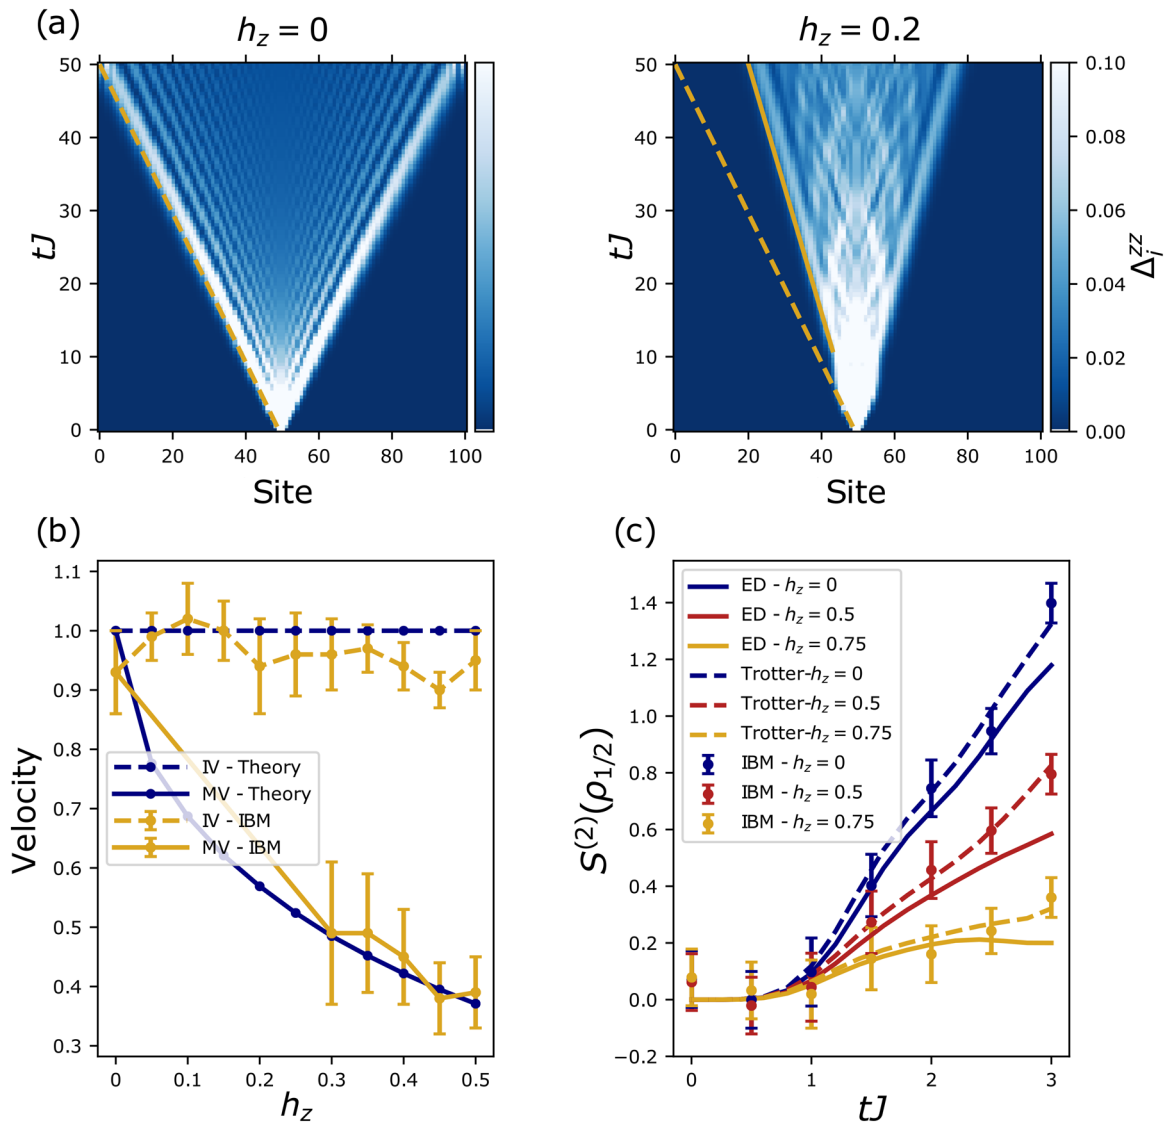 (a)
h_z = 0
h_z = 0.2
50
40
30
20
10
0
tJ
0 20 40 60 80 100
Site
50
40
30
20
10
0
tJ
0 20 40 60 80 100
Site
0.10
0.08
0.06
0.04
0.02
0.00
Δ_i^{zz}
(b)
1.1
1.0
0.9
0.8
0.7
0.6
0.5
0.4
0.3
Velocity
IV - Theory
MV - Theory
IV - IBM
MV - IBM
0 0.1 0.2 0.3 0.4 0.5
h_z
(c)
1.4
1.2
1.0
0.8
0.6
0.4
0.2
0.0
−0.2
S^{(2)}(ρ_{1/2})
ED - h_z = 0
ED - h_z = 0.5
ED - h_z = 0.75
Trotter-h_z = 0
Trotter-h_z = 0.5
Trotter-h_z = 0.75
IBM - h_z = 0
IBM - h_z = 0.5
IBM - h_z = 0.75
0 1 2 3
tJ